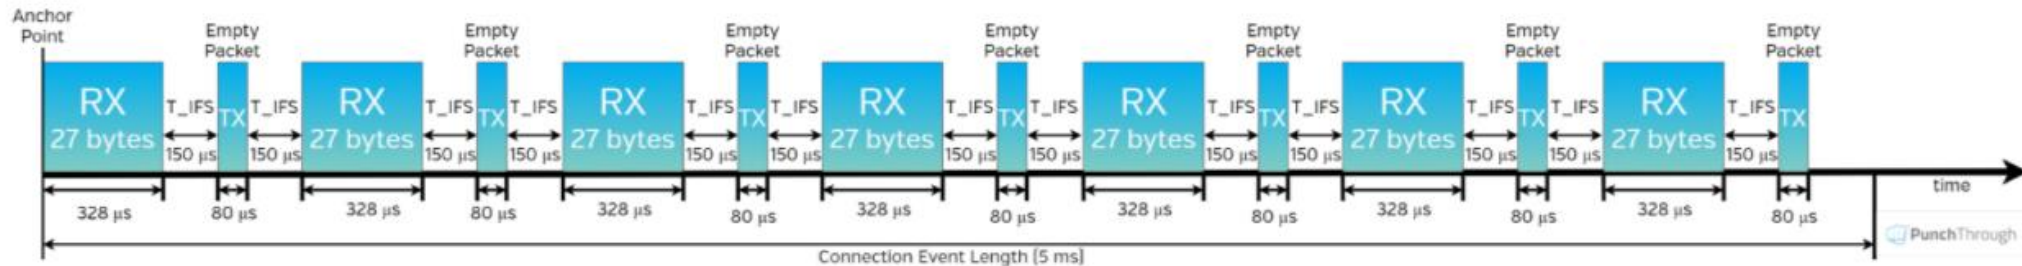 Anchor
Point
Empty
Packet
Empty
Packet
Empty
Packet
Empty
Packet
Empty
Packet
Empty
Packet
Empty
Packet
RX
27 bytes
T_IFS
150 µs
TX
T_IFS
150 µs
RX
27 bytes
T_IFS
150 µs
TX
T_IFS
150 µs
RX
27 bytes
T_IFS
150 µs
TX
T_IFS
150 µs
RX
27 bytes
T_IFS
150 µs
TX
T_IFS
150 µs
RX
27 bytes
T_IFS
150 µs
TX
T_IFS
150 µs
RX
27 bytes
T_IFS
150 µs
TX
T_IFS
150 µs
RX
27 bytes
T_IFS
150 µs
TX
328 µs
80 µs
328 µs
80 µs
328 µs
80 µs
328 µs
80 µs
328 µs
80 µs
328 µs
80 µs
328 µs
80 µs
time
PunchThrough
Connection Event Length [5 ms]